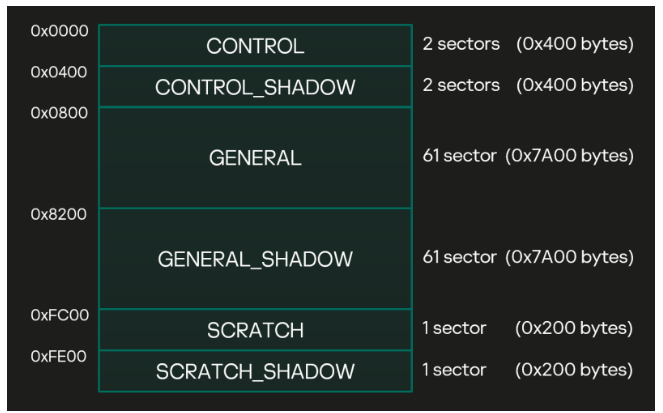 0x0000
CONTROL 2 sectors (0x400 bytes)
0x0400
CONTROL_SHADOW 2 sectors (0x400 bytes)
0x0800
GENERAL 61 sector (0x7A00 bytes)
0x8200
GENERAL_SHADOW 61 sector (0x7A00 bytes)
0xFC00
SCRATCH 1 sector (0x200 bytes)
0xFE00
SCRATCH_SHADOW 1 sector (0x200 bytes)